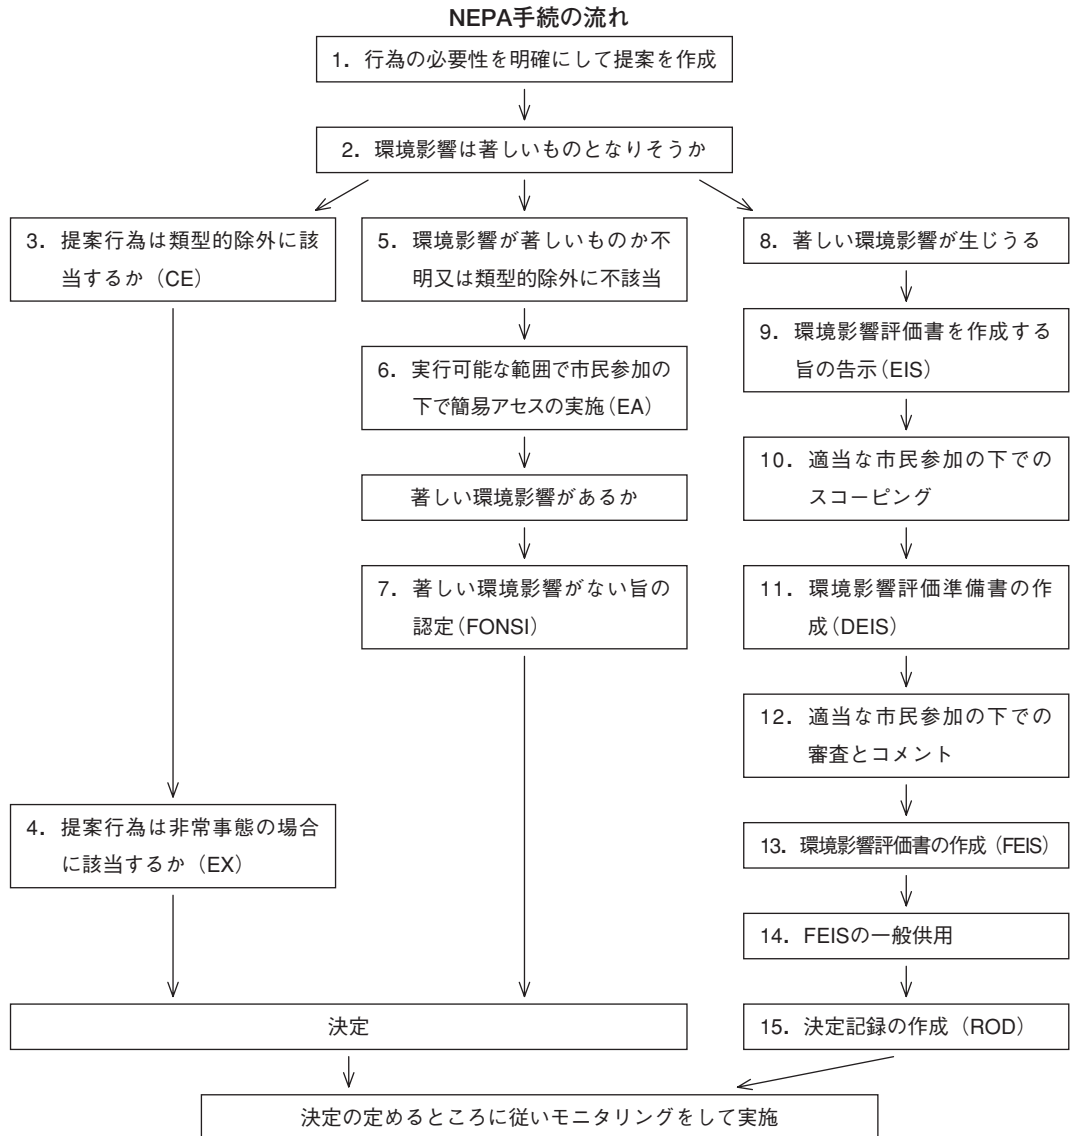 NEPA手続の流れ
1．行為の必要性を明確にして提案を作成
2．環境影響は著しいものとなりそうか
3．提案行為は類型的除外に該
当するか（CE）
4．提案行為は非常事態の場合
に該当するか（EX）
5．環境影響が著しいものか不
明又は類型的除外に不該当
6．実行可能な範囲で市民参加の
下で簡易アセスの実施（EA）
著しい環境影響があるか
7．著しい環境影響がない旨の
認定（FONSI）
8．著しい環境影響が生じうる
9．環境影響評価書を作成する
旨の告示（EIS）
10．適当な市民参加の下での
スコーピング
11．環境影響評価準備書の作
成（DEIS）
12．適当な市民参加の下での
審査とコメント
13．環境影響評価書の作成（FEIS）
14．FEISの一般供用
決定
15．決定記録の作成（ROD）
決定の定めるところに従いモニタリングをして実施